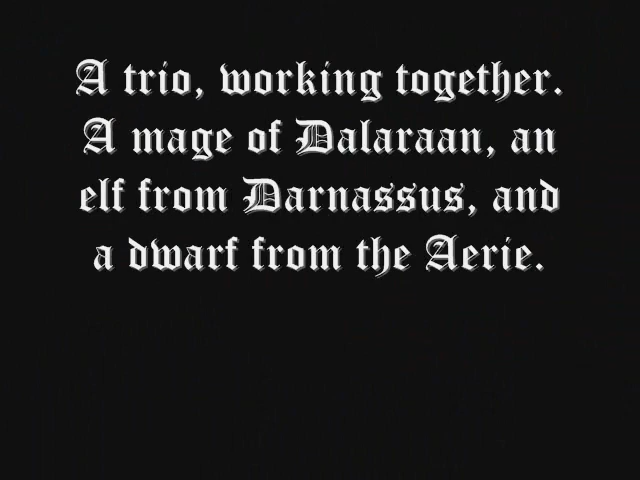 A trio, working together.
A mage of Dalaraan, an
elf from Darnassus, and
a dwarf from the Aerie.